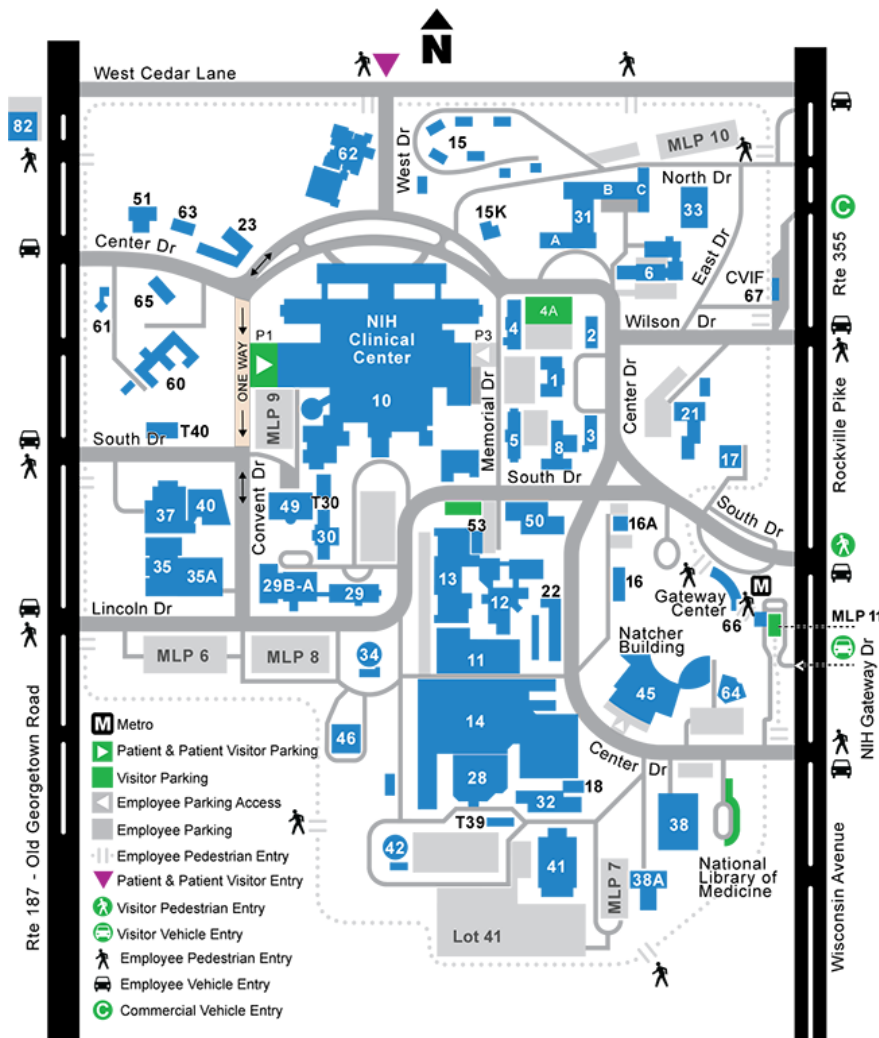 N
West Cedar Lane
82
62
West Dr
15
MLP 10
North Dr
51
63
23
15K
31
A
B
C
33
Center Dr
East Dr
6
CVIF
67
Rte 355
C
65
61
60
ONE WAY
P1
NIH
Clinical
Center
10
P3
4
4A
2
Wilson Dr
1
Memorial Dr
Center Dr
MLP 9
T40
South Dr
5
8
3
21
17
Rockville Pike
South Dr
South Dr
37
40
35
35A
Convent Dr
49
T30
30
29B-A
29
53
50
16A
16
13
12
22
11
Gateway
Center
66
M
MLP 11
NIH Gateway Dr
Lincoln Dr
MLP 6
MLP 8
34
46
Natcher
Building
45
64
14
28
18
32
Center Dr
T39
42
41
MLP 7
38
38A
National
Library of
Medicine
Lot 41
Rte 187 - Old Georgetown Road
Wisconsin Avenue
M Metro
Patient & Patient Visitor Parking
Visitor Parking
Employee Parking Access
Employee Parking
Employee Pedestrian Entry
Patient & Patient Visitor Entry
Visitor Pedestrian Entry
Visitor Vehicle Entry
Employee Pedestrian Entry
Employee Vehicle Entry
C Commercial Vehicle Entry